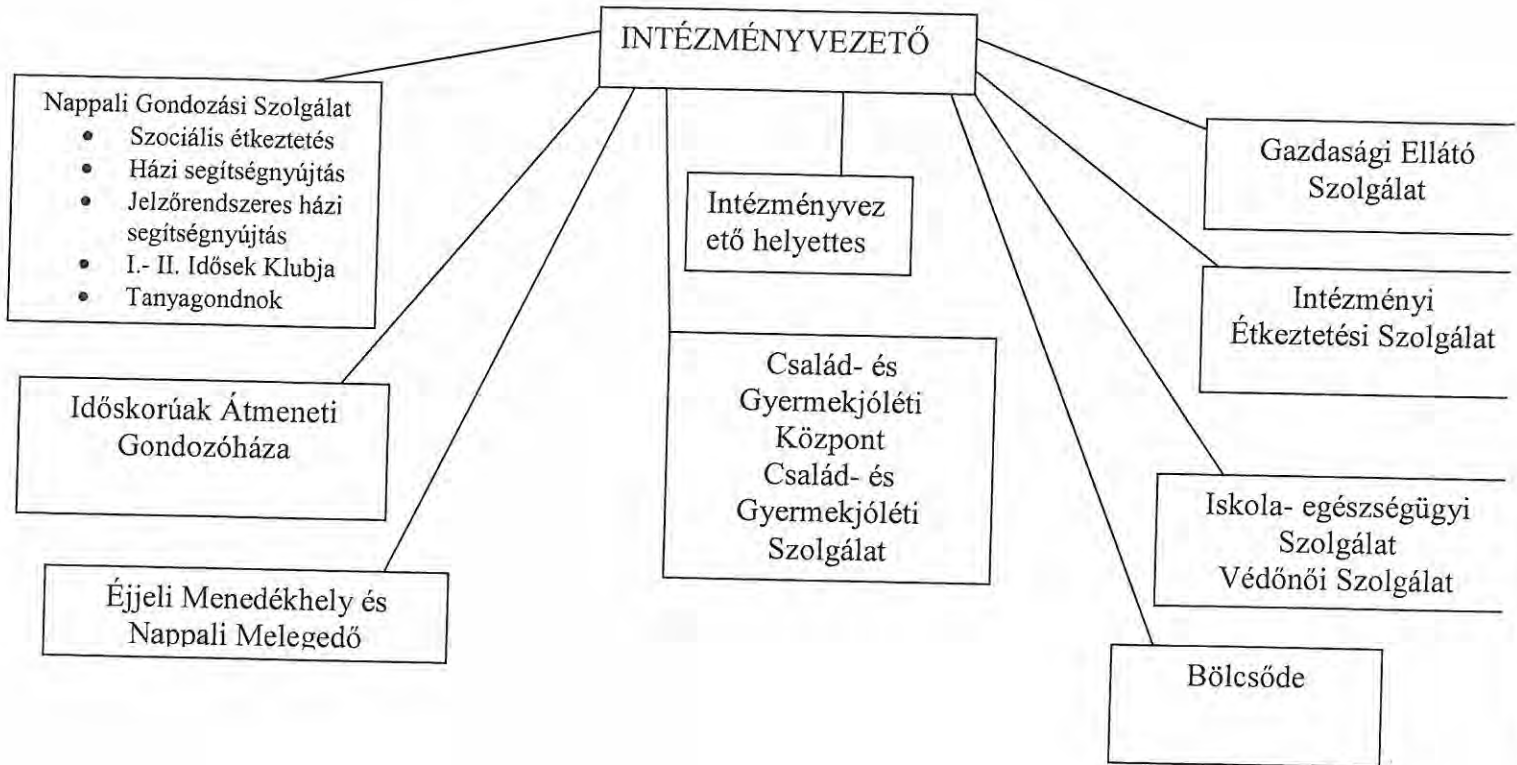 INTÉZMÉNYVEZETŐ
Nappali Gondozási Szolgálat
• Szociális étkeztetés
• Házi segítségnyújtás
• Jelzőrendszeres házi
segítségnyújtás
• I.- II. Idősek Klubja
• Tanyagondnok
Időskorúak Átmeneti
Gondozóháza
Éjjeli Menedékhely és
Nappali Melegedő
Intézményvez
ető helyettes
Család- és
Gyermekjóléti
Központ
Család- és
Gyermekjóléti
Szolgálat
Gazdasági Ellátó
Szolgálat
Intézményi
Étkeztetési Szolgálat
Iskola- egészségügyi
Szolgálat
Védőnői Szolgálat
Bölcsőde